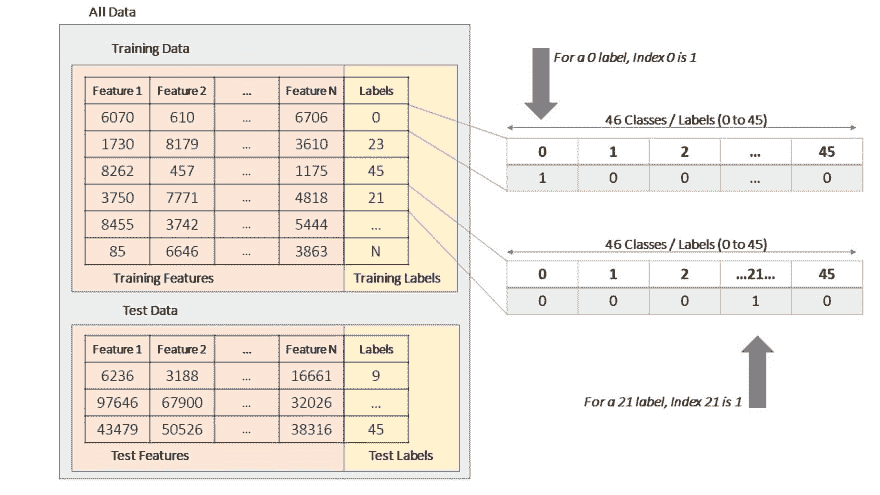 All Data
Training Data
Feature 1 Feature 2 ... Feature N Labels
6070 610 ... 6706 0
1730 8179 ... 3610 23
8262 457 ... 1175 45
3750 7771 ... 4818 21
8455 3742 ... 5444 ...
85 6646 ... 3863 N
Training Features Training Labels
Test Data
Feature 1 Feature 2 ... Feature N Labels
6236 3188 ... 16661 9
97646 67900 ... 32026 ...
43479 50526 ... 38316 45
Test Features Test Labels
For a 0 label, Index 0 is 1
46 Classes / Labels (0 to 45)
0 1 2 ... 45
1 0 0 ... 0
46 Classes / Labels (0 to 45)
0 1 2 ...21... 45
0 0 0 1 0
For a 21 label, Index 21 is 1